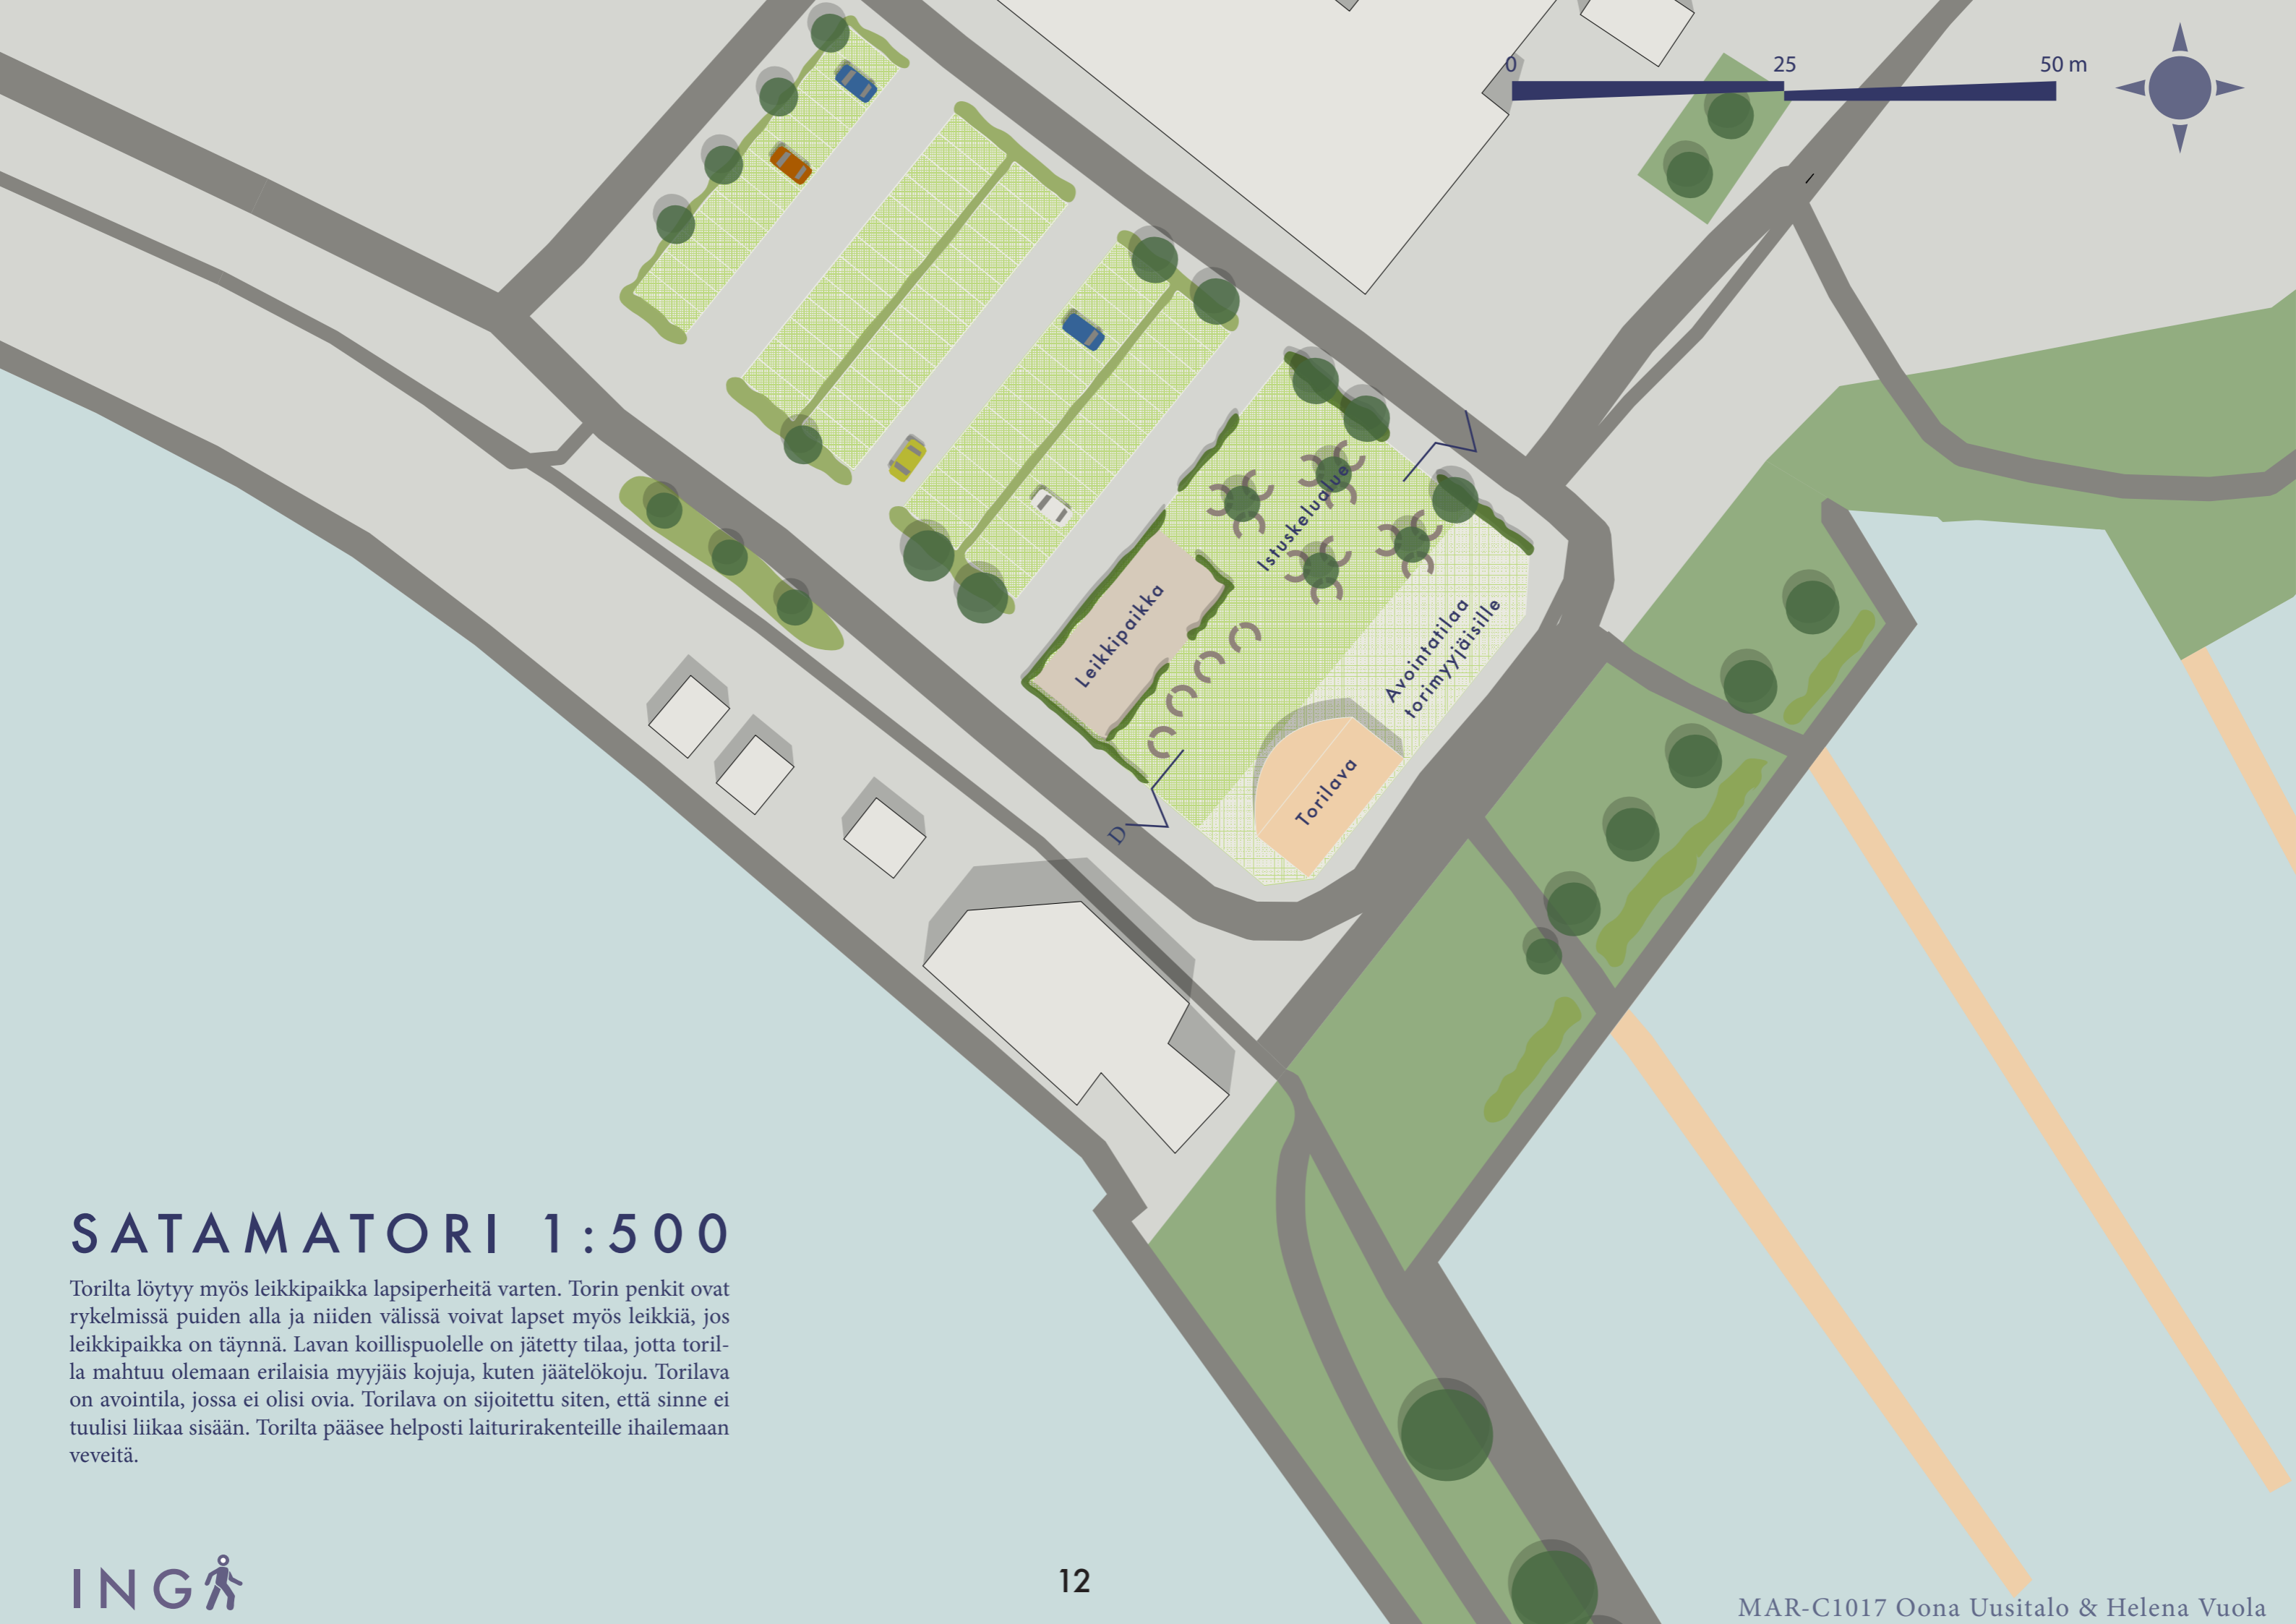 0 25 50 m
Istuskelualue
Leikkipaikka
Avointatilaa
torimyyjäisille
Torilava
D
SATAMATORI 1:500
Torilta löytyy myös leikkipaikka lapsiperheitä varten. Torin penkit ovat
rykelmissä puiden alla ja niiden välissä voivat lapset myös leikkiä, jos
leikkipaikka on täynnä. Lavan koillispuolelle on jätetty tilaa, jotta toril-
la mahtuu olemaan erilaisia myyjäis kojuja, kuten jäätelökoju. Torilava
on avointila, jossa ei olisi ovia. Torilava on sijoitettu siten, että sinne ei
tuulisi liikaa sisään. Torilta pääsee helposti laiturirakenteille ihailemaan
veveitä.
ING
12
MAR-C1017 Oona Uusitalo & Helena Vuola